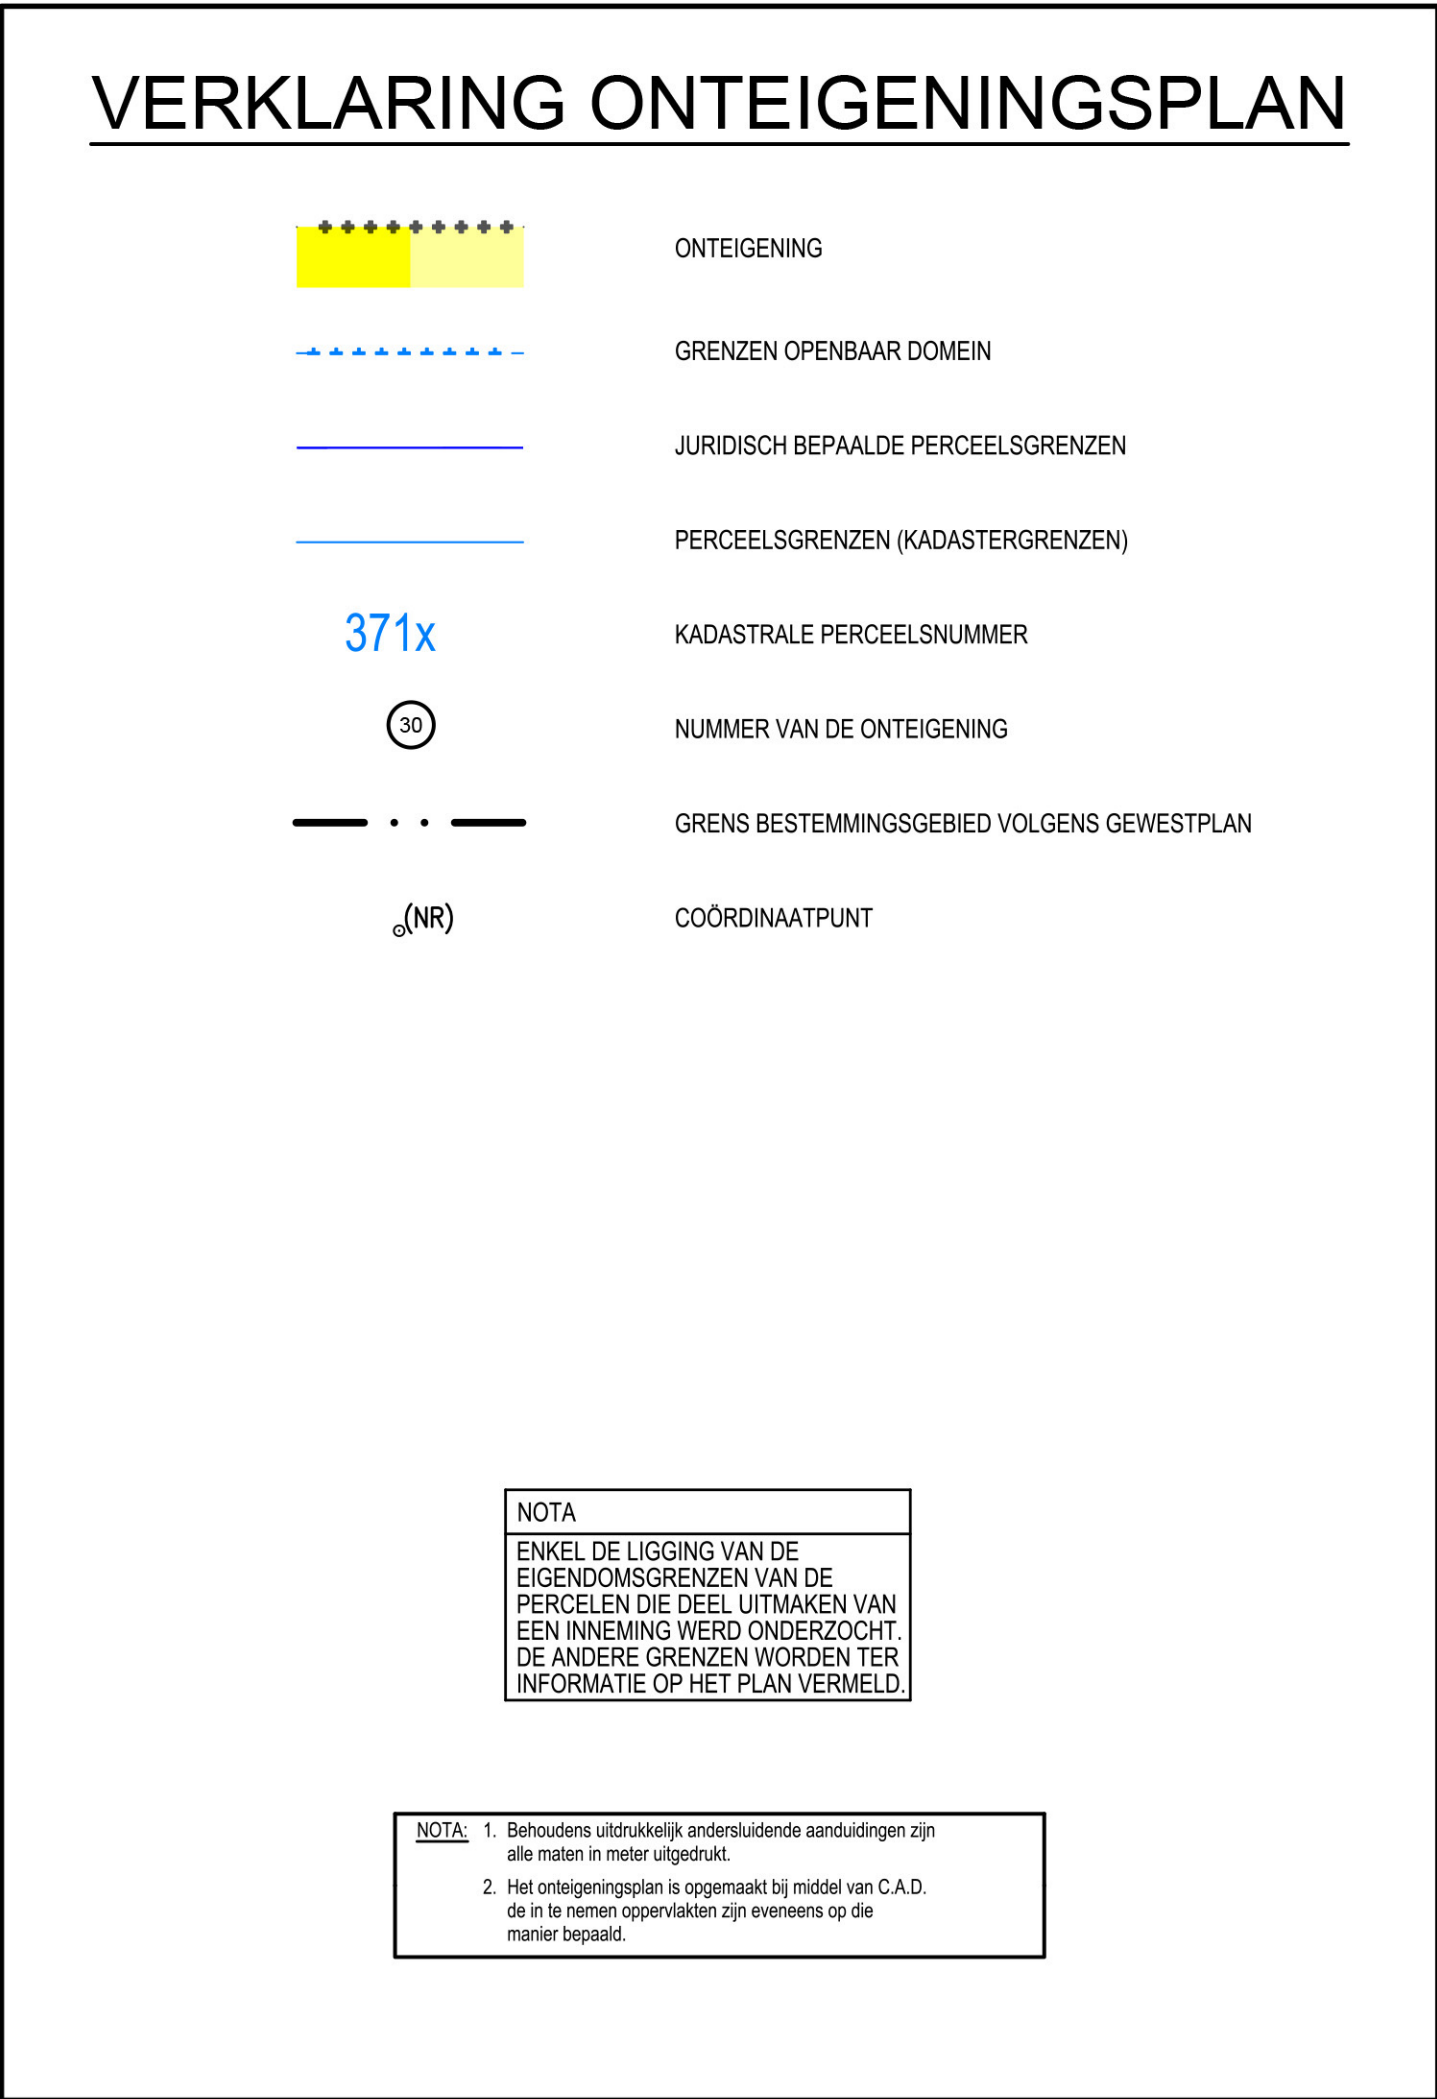 VERKLARING ONTEIGENINGSPLAN
ONTEIGENING
GRENZEN OPENBAAR DOMEIN
JURIDISCH BEPAALDE PERCEELSGRENZEN
PERCEELSGRENZEN (KADASTERGRENZEN)
371x KADASTRALE PERCEELSNUMMER
30 NUMMER VAN DE ONTEIGENING
GRENS BESTEMMINGSGEBIED VOLGENS GEWESTPLAN
(NR) COÖRDINAATPUNT
NOTA
ENKEL DE LIGGING VAN DE
EIGENDOMSGRENZEN VAN DE
PERCELEN DIE DEEL UITMAKEN VAN
EEN INNEMING WERD ONDERZOCHT.
DE ANDERE GRENZEN WORDEN TER
INFORMATIE OP HET PLAN VERMELD.
NOTA: 1. Behoudens uitdrukkelijk andersluidende aanduidingen zijn
alle maten in meter uitgedrukt.
2. Het onteigeningsplan is opgemaakt bij middel van C.A.D.
de in te nemen oppervlakten zijn eveneens op die
manier bepaald.